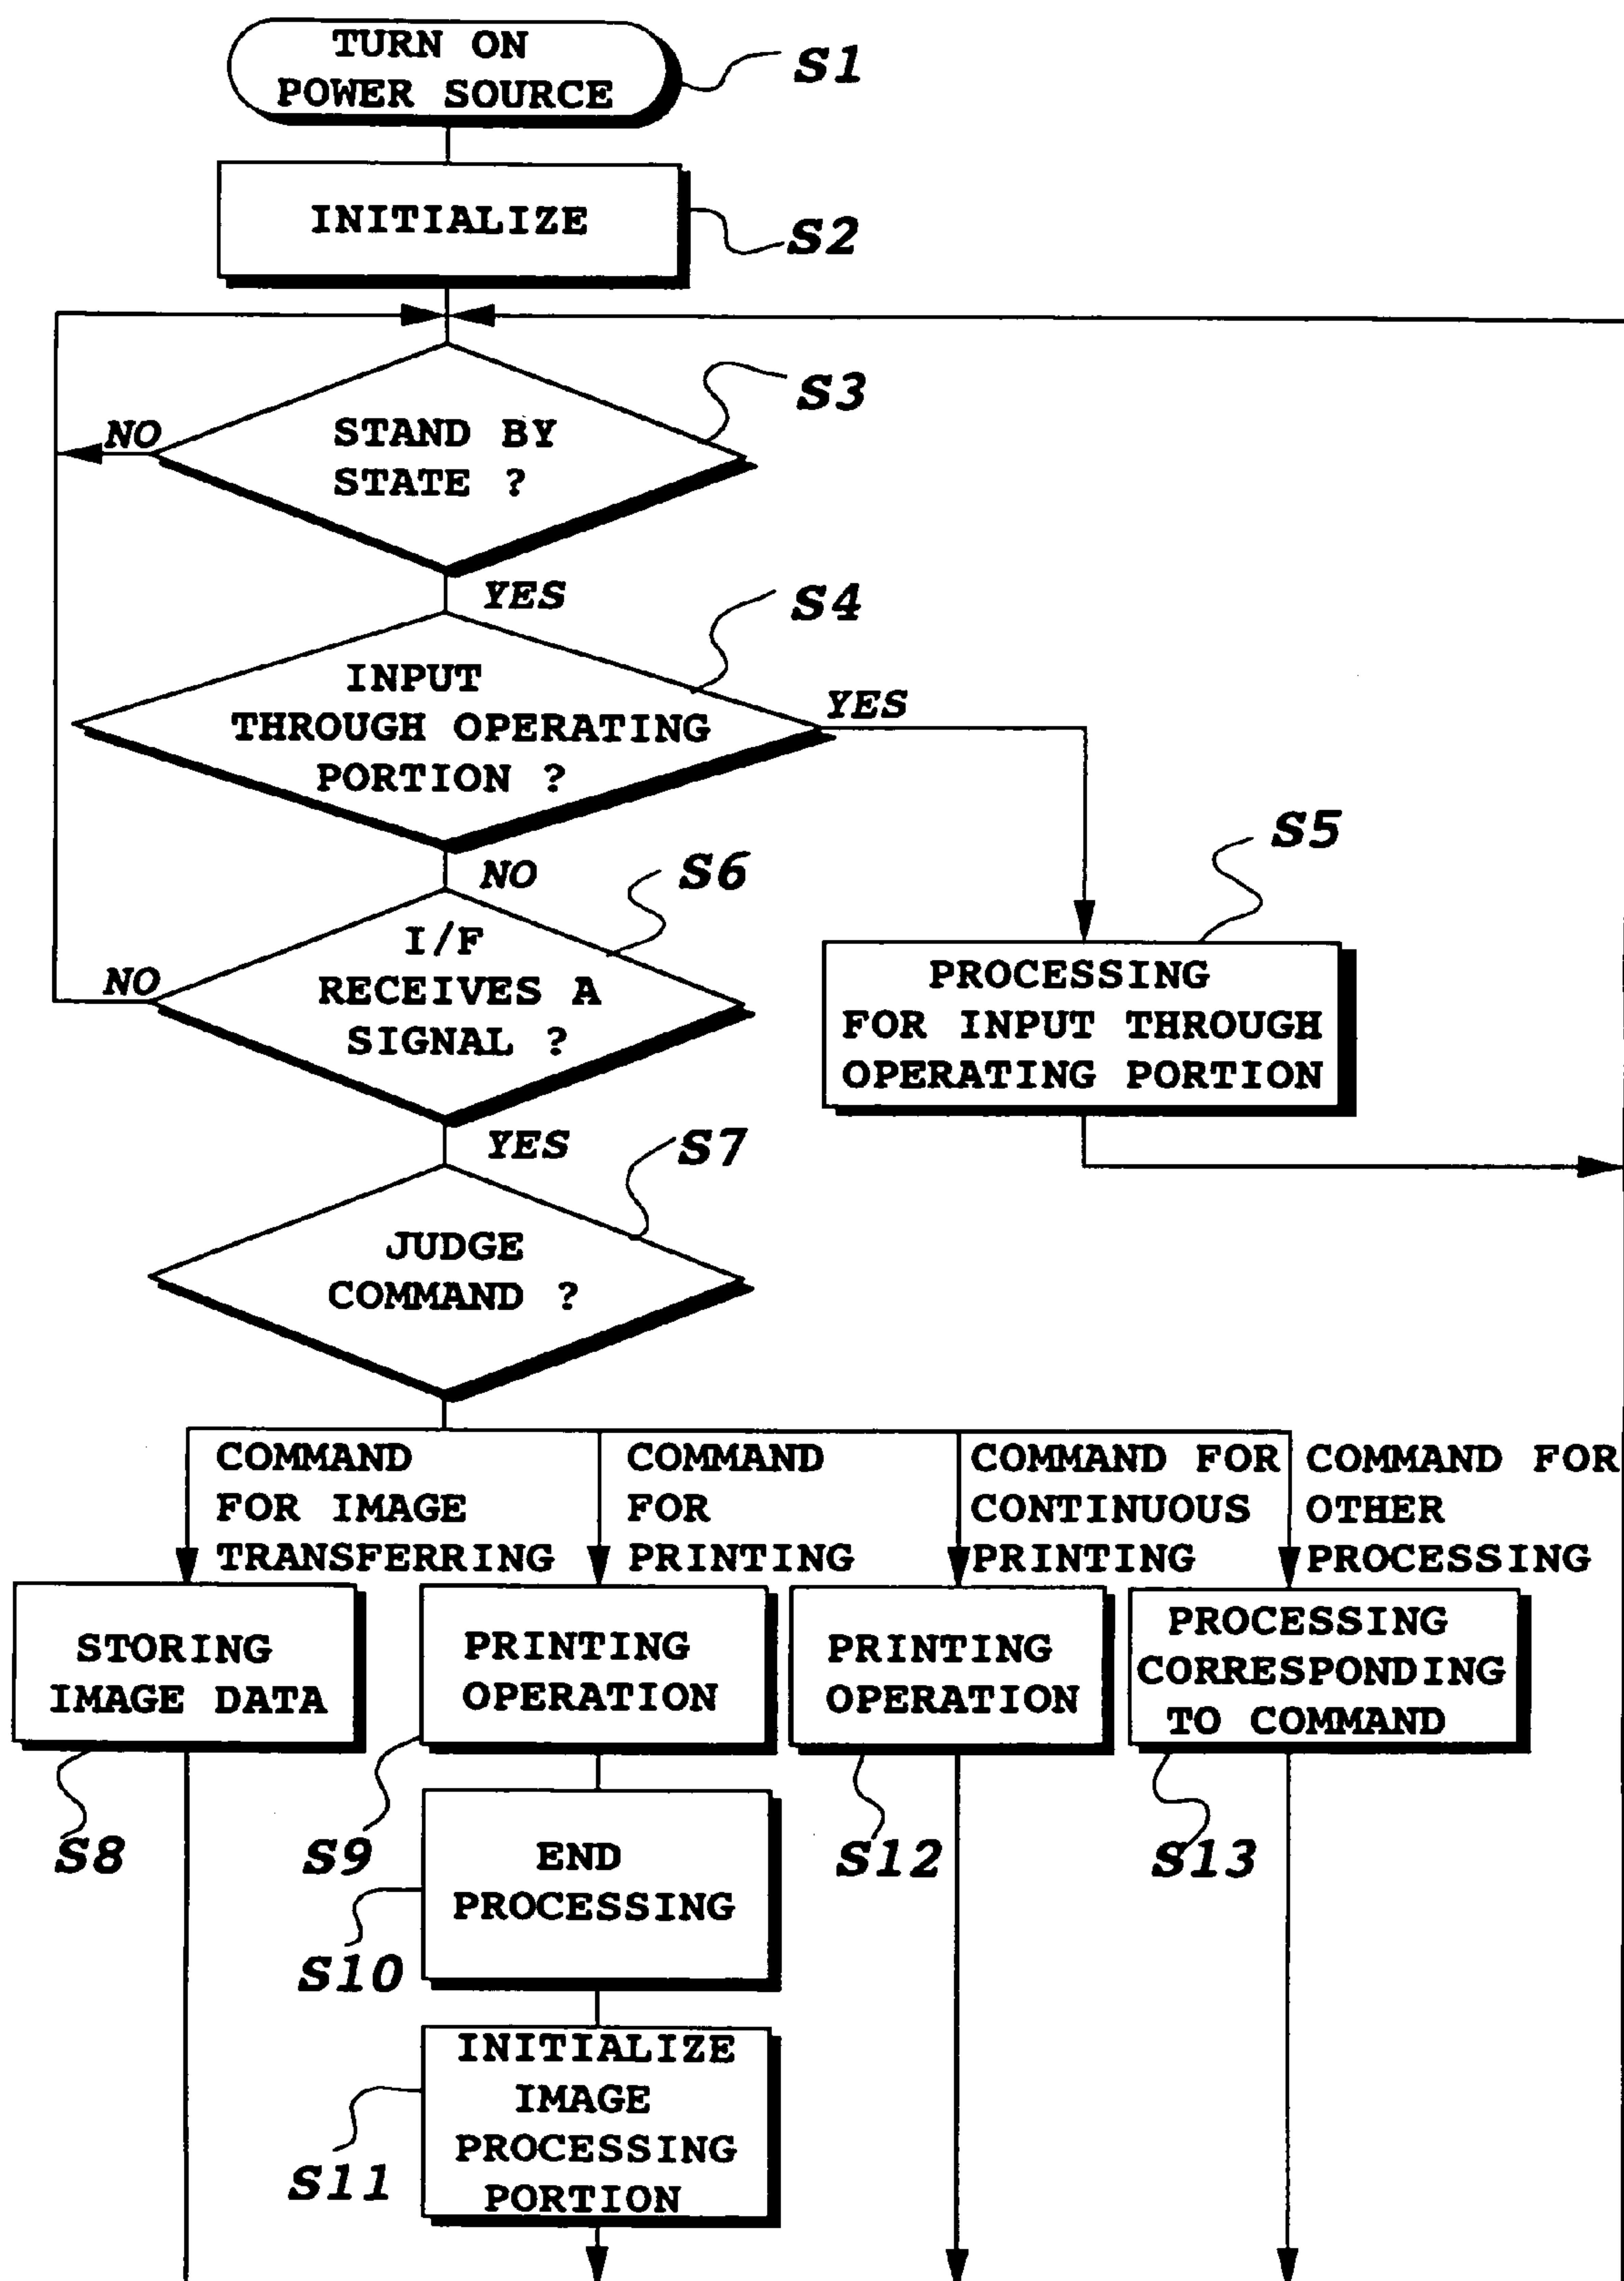 TURN ON
POWER SOURCE
S1
INITIALIZE
S2
STAND BY
STATE ?
S3
NO
YES
INPUT
THROUGH OPERATING
PORTION ?
S4
YES
NO
PROCESSING
FOR INPUT THROUGH
OPERATING PORTION
S5
I/F
RECEIVES A
SIGNAL ?
S6
NO
YES
JUDGE
COMMAND ?
S7
COMMAND
FOR IMAGE
TRANSFERRING
COMMAND
FOR
PRINTING
COMMAND FOR
CONTINUOUS
PRINTING
COMMAND FOR
OTHER
PROCESSING
STORING
IMAGE DATA
S8
PRINTING
OPERATION
S9
PRINTING
OPERATION
S12
PROCESSING
CORRESPONDING
TO COMMAND
S13
END
PROCESSING
S10
INITIALIZE
IMAGE
PROCESSING
PORTION
S11